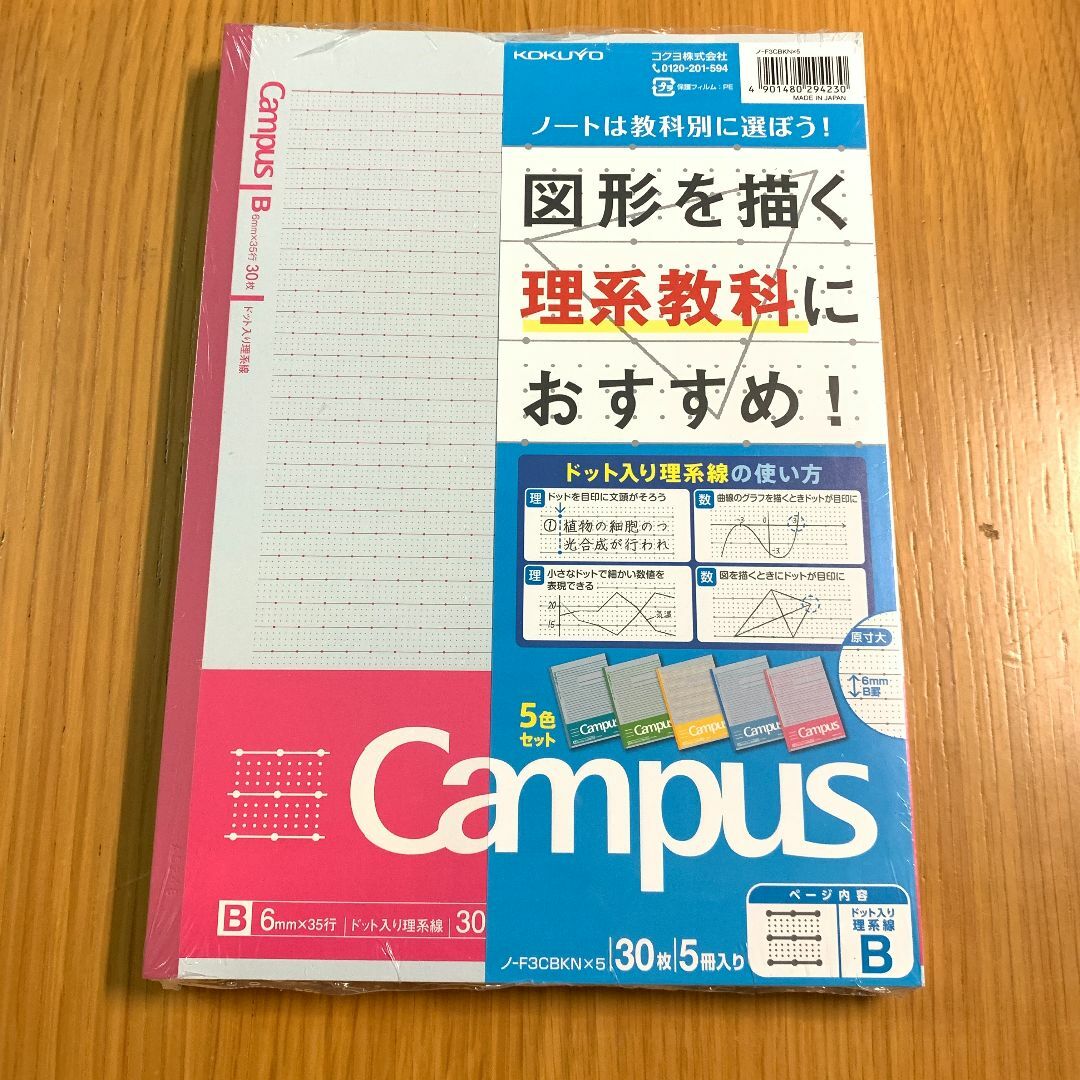 Campus
B
6mm×35行 30枚
ドット入り理系線
KOKUYO
コクヨ株式会社
0120-201-594
プラ
保護フィルム:PE
ノ-F3CBKN×5
4 901480 294230
MADE IN JAPAN
ノートは教科別に選ぼう!
図形を描く
理系教科に
おすすめ!
ドット入り理系線の使い方
理 ドットを目印に文頭がそろう
① 植物の細胞のつ
光合成が行われ
数 曲線のグラフを描くときドットが目印に
-3 0 3
-3
理 小さなドットで細かい数値を
表現できる
20
15
気温
数 図を描くときにドットが目印に
原寸大
6mm
B罫
5色
セット
Campus
Campus
Campus
Campus
Campus
Campus
B 6mm×35行 ドット入り理系線 30
ノ-F3CBKN×5 30枚 5冊入り
ページ内容
ドット入り
理系線
B